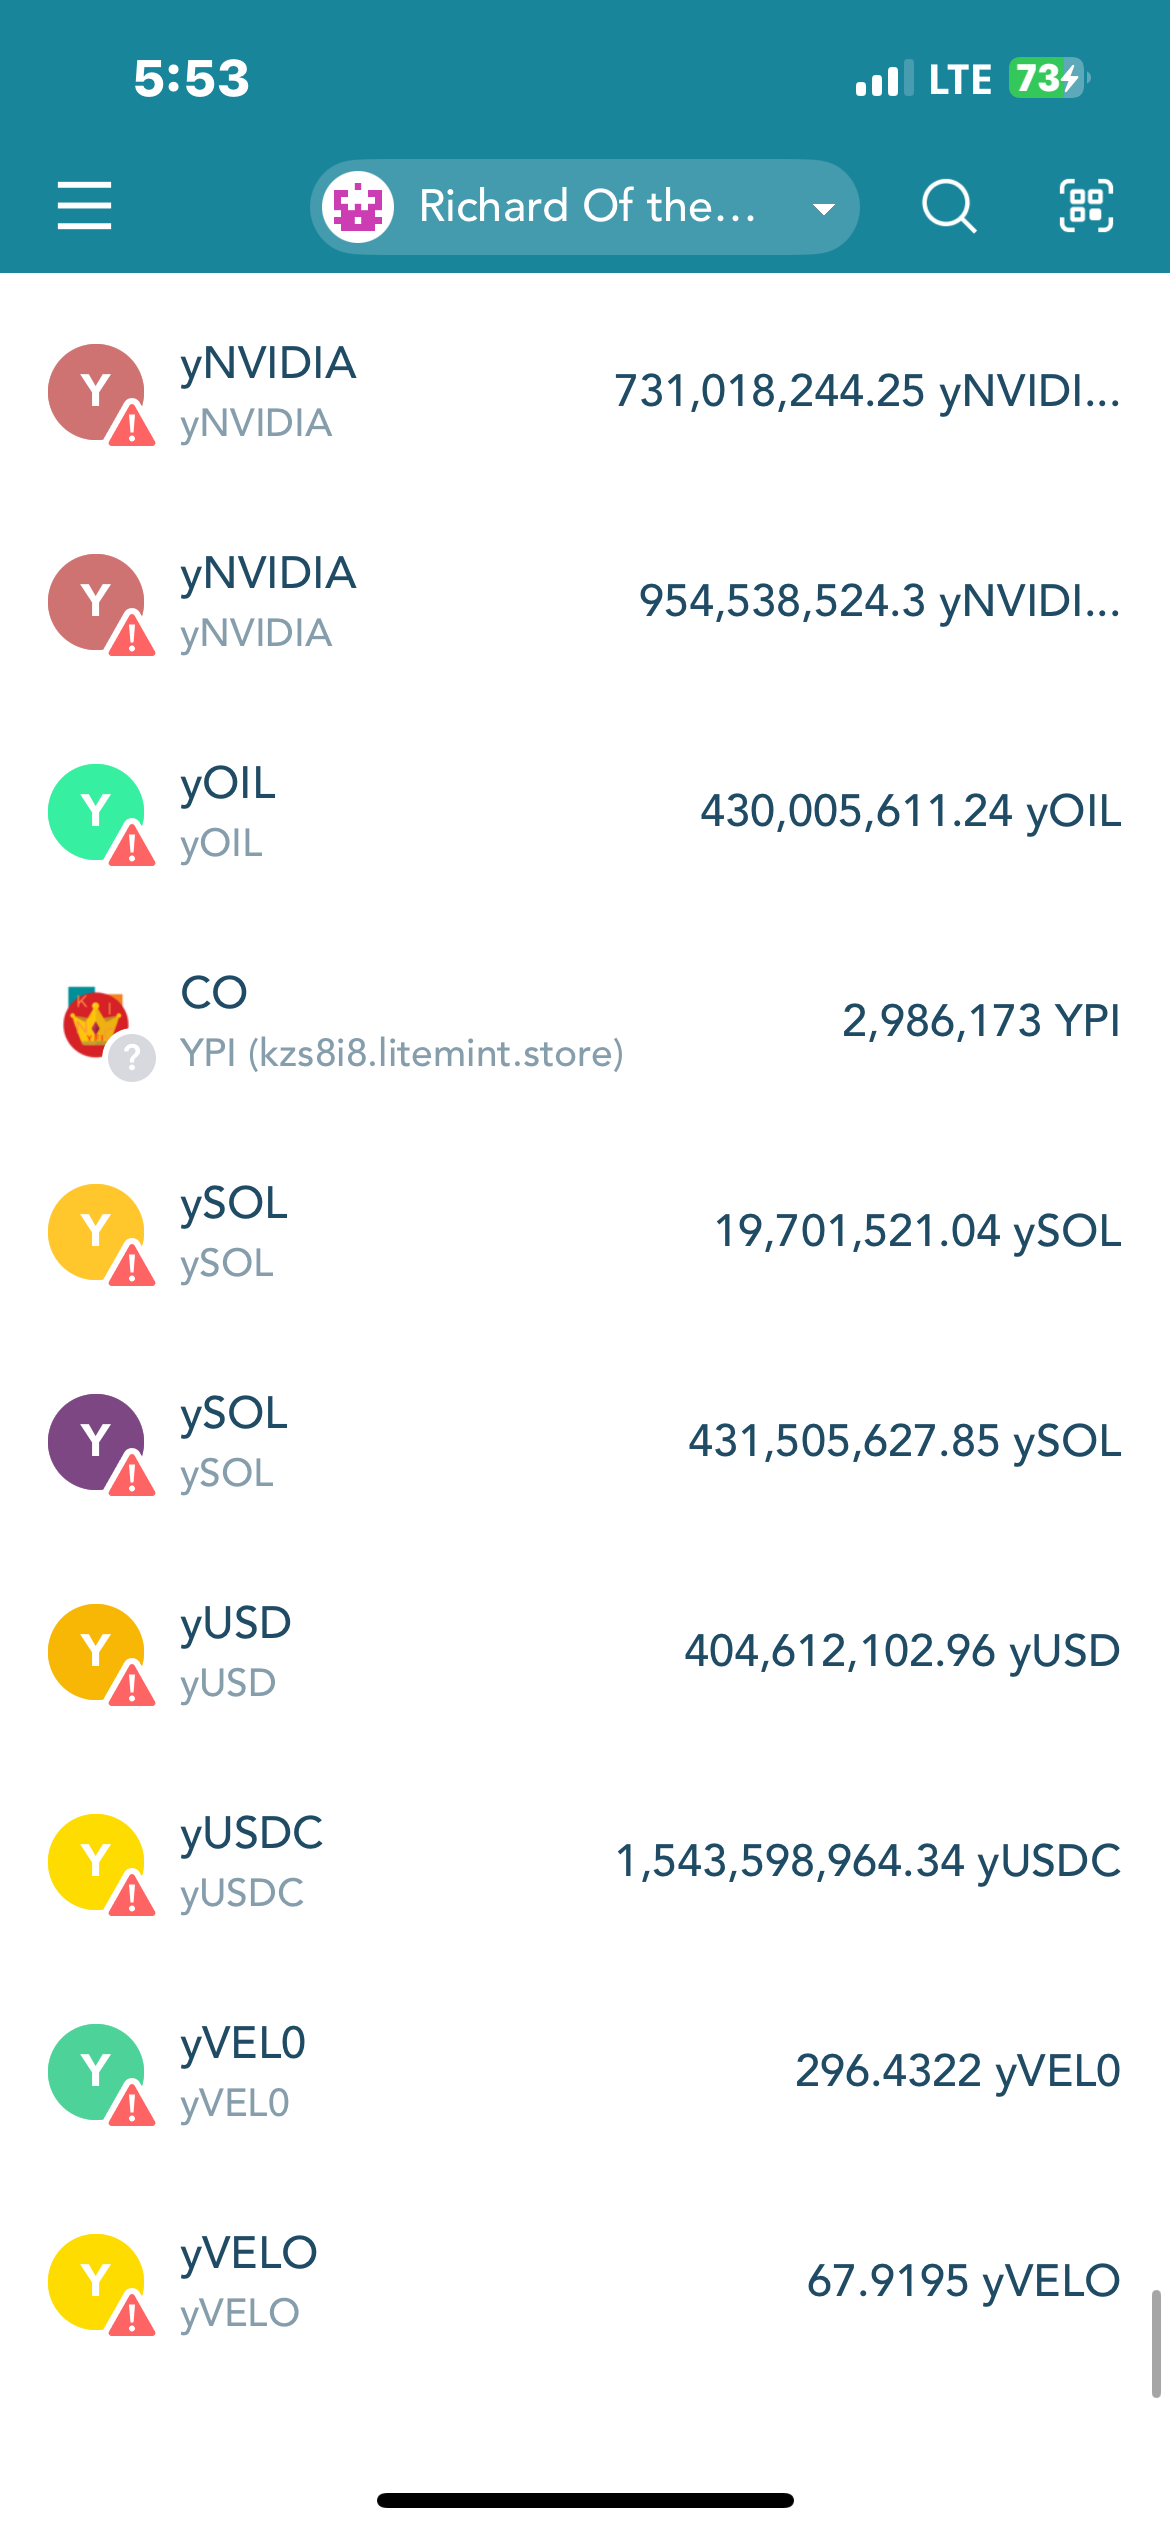 5:53
LTE 73
Richard Of the...
Y yNVIDIA
yNVIDIA
731,018,244.25 yNVIDI...
Y yNVIDIA
yNVIDIA
954,538,524.3 yNVIDI...
Y yOIL
yOIL
430,005,611.24 yOIL
K I
CO
YPI (kzs8i8.litemint.store)
2,986,173 YPI
Y ySOL
ySOL
19,701,521.04 ySOL
Y ySOL
ySOL
431,505,627.85 ySOL
Y yUSD
yUSD
404,612,102.96 yUSD
Y yUSDC
yUSDC
1,543,598,964.34 yUSDC
Y yVEL0
yVEL0
296.4322 yVEL0
Y yVELO
yVELO
67.9195 yVELO